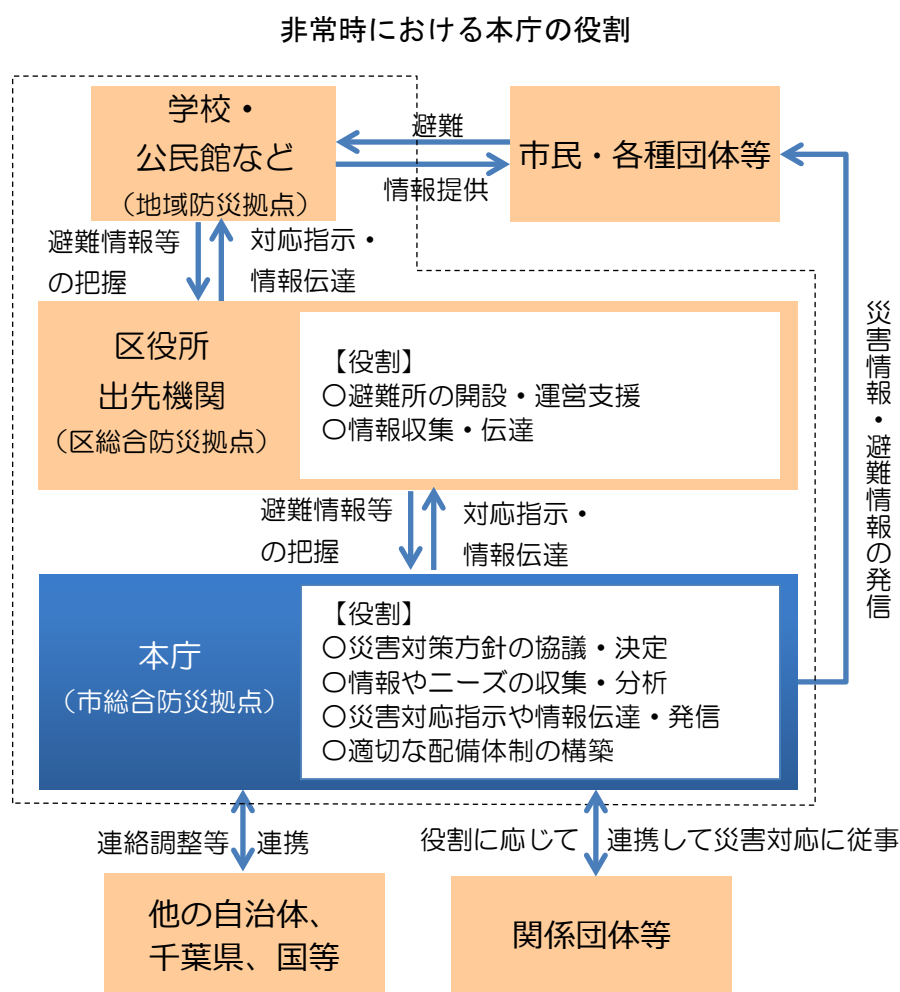 非常時における本庁の役割
学校・
公民館など
（地域防災拠点）
避難
情報提供
市民・各種団体等
避難情報等
の把握
対応指示・
情報伝達
区役所
出先機関
（区総合防災拠点）
【役割】
〇避難所の開設・運営支援
〇情報収集・伝達
災害情報・避難情報の発信
避難情報等
の把握
対応指示・
情報伝達
本庁
（市総合防災拠点）
【役割】
〇災害対策方針の協議・決定
〇情報やニーズの収集・分析
〇災害対応指示や情報伝達・発信
〇適切な配備体制の構築
連絡調整等
連携
役割に応じて
連携して災害対応に従事
他の自治体、
千葉県、国等
関係団体等